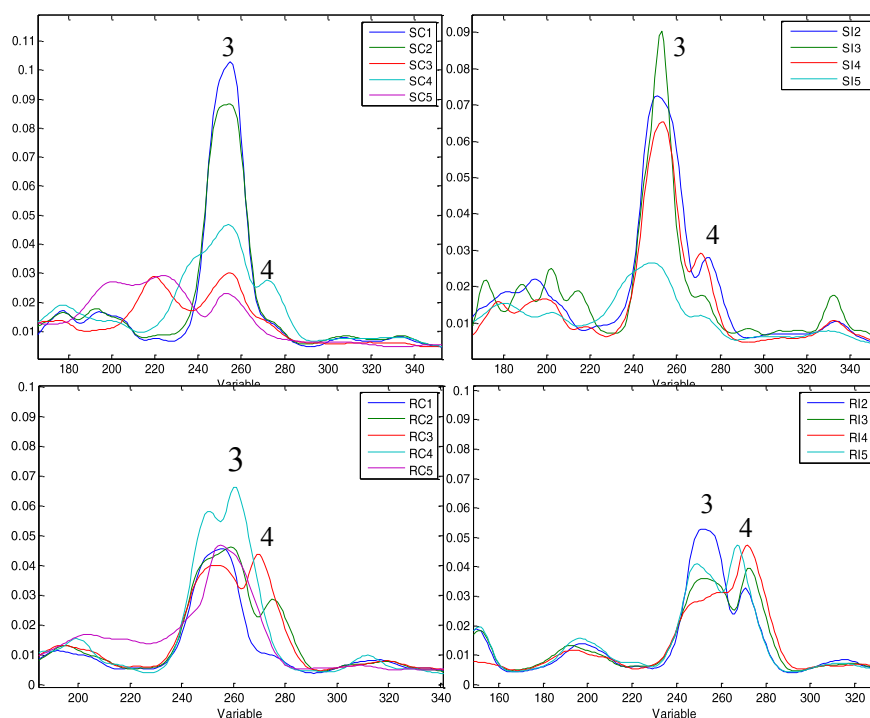 0.11
0.1
0.09
0.08
0.07
0.06
0.05
0.04
0.03
0.02
0.01
3
4
SC1
SC2
SC3
SC4
SC5
180 200 220 240 260 280 300 320 340
Variable
0.09
0.08
0.07
0.06
0.05
0.04
0.03
0.02
0.01
3
4
SI2
SI3
SI4
SI5
180 200 220 240 260 280 300 320 340
Variable
0.1
0.09
0.08
0.07
0.06
0.05
0.04
0.03
0.02
0.01
0
3
4
RC1
RC2
RC3
RC4
RC5
200 220 240 260 280 300 320 340
Variable
0.1
0.09
0.08
0.07
0.06
0.05
0.04
0.03
0.02
0.01
0
3
4
RI2
RI3
RI4
RI5
160 180 200 220 240 260 280 300 320
Variable